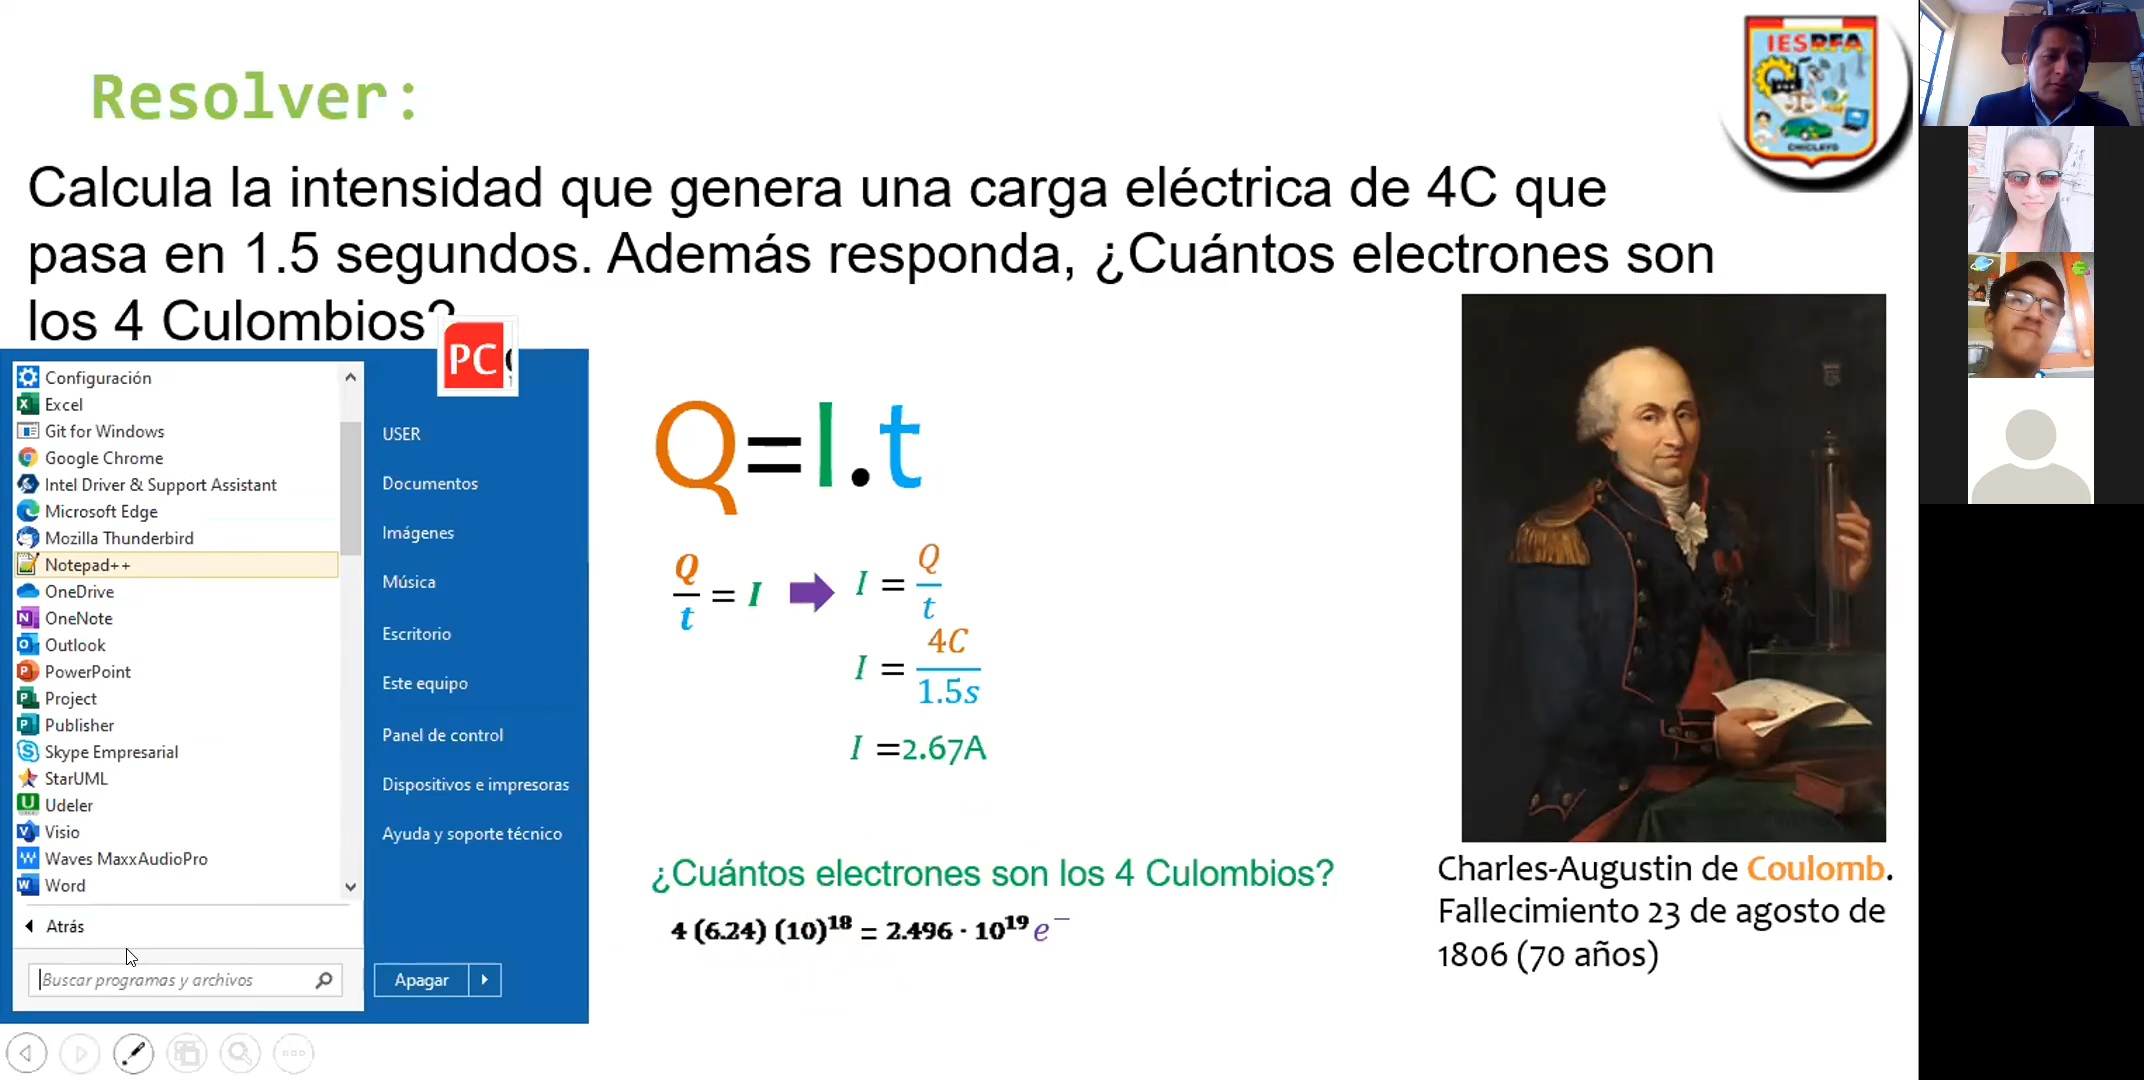 Resolver:
IESRFA
CHICLAYO
Calcula la intensidad que genera una carga eléctrica de 4C que
pasa en 1.5 segundos. Además responda, ¿Cuántos electrones son
los 4 Culombios?
PC
Configuración
Excel
Git for Windows
Google Chrome
Intel Driver & Support Assistant
Microsoft Edge
Mozilla Thunderbird
Notepad++
OneDrive
OneNote
Outlook
PowerPoint
Project
Publisher
Skype Empresarial
StarUML
Udeler
Visio
Waves MaxxAudioPro
Word
Atrás
Buscar programas y archivos
USER
Documentos
Imágenes
Música
Escritorio
Este equipo
Panel de control
Dispositivos e impresoras
Ayuda y soporte técnico
Apagar
Q=I.t
Q/t = I
I = Q/t
I = 4C/1.5s
I =2.67A
¿Cuántos electrones son los 4 Culombios?
4 (6.24) (10)¹⁸ = 2.496 · 10¹⁹ e⁻
Charles-Augustin de Coulomb.
Fallecimiento 23 de agosto de
1806 (70 años)